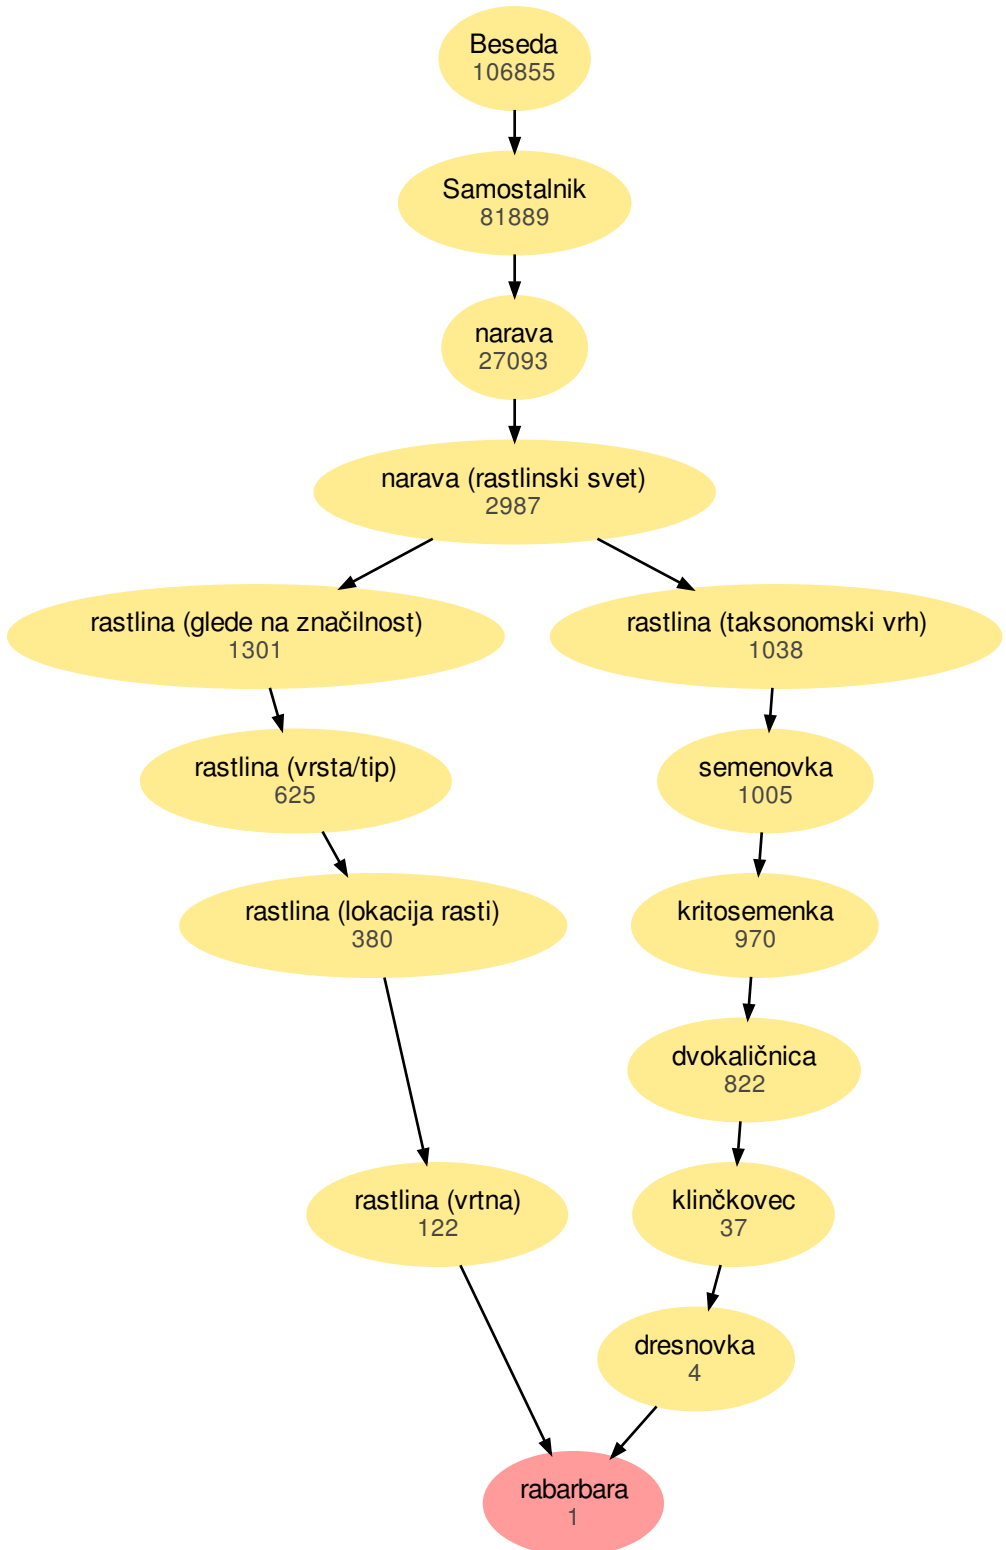 Beseda
106855
Samostalnik
81889
narava
27093
narava (rastlinski svet)
2987
rastlina (glede na značilnost)
1301
rastlina (taksonomski vrh)
1038
rastlina (vrsta/tip)
625
semenovka
1005
rastlina (lokacija rasti)
380
kritosemenka
970
dvokaličnica
822
rastlina (vrtna)
122
klinčkovec
37
dresnovka
4
rabarbara
1